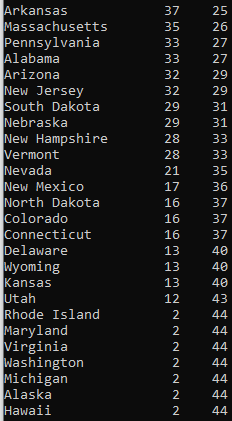 Arkansas 37 25
Massachusetts 35 26
Pennsylvania 33 27
Alabama 33 27
Arizona 32 29
New Jersey 32 29
South Dakota 29 31
Nebraska 29 31
New Hampshire 28 33
Vermont 28 33
Nevada 21 35
New Mexico 17 36
North Dakota 16 37
Colorado 16 37
Connecticut 16 37
Delaware 13 40
Wyoming 13 40
Kansas 13 40
Utah 12 43
Rhode Island 2 44
Maryland 2 44
Virginia 2 44
Washington 2 44
Michigan 2 44
Alaska 2 44
Hawaii 2 44